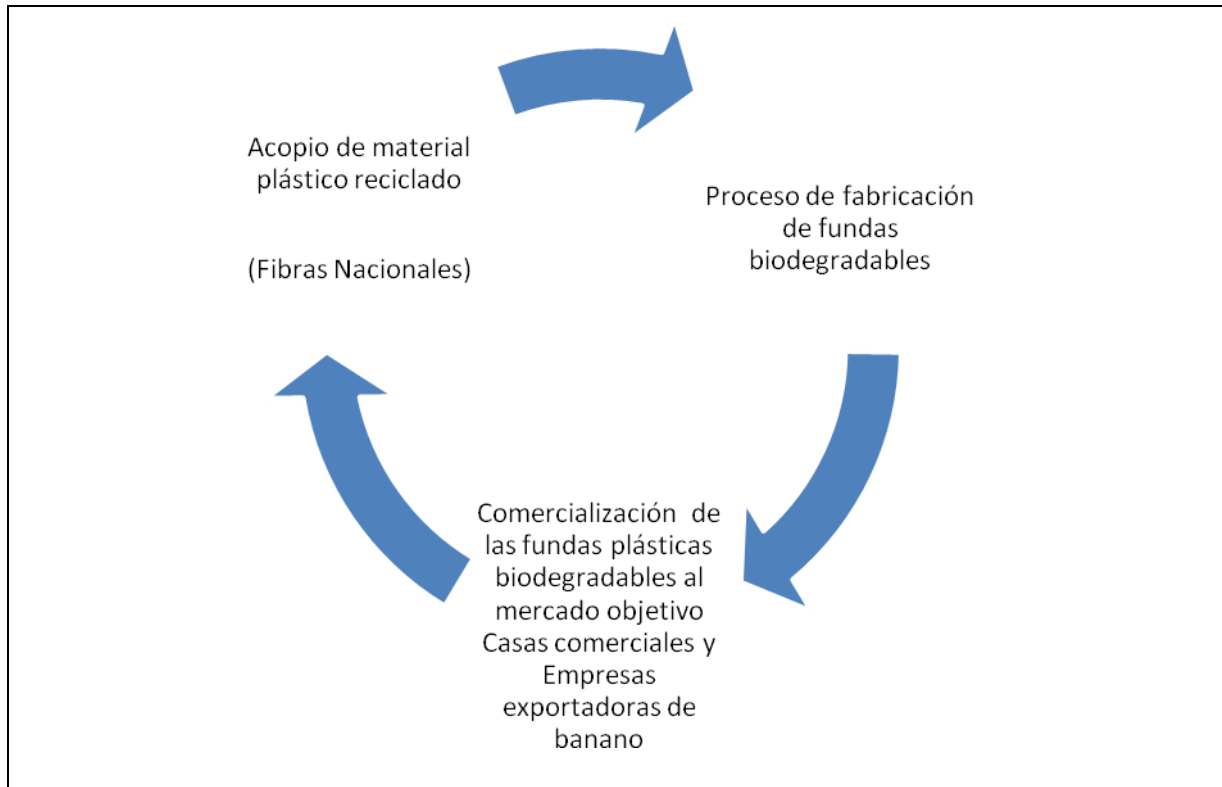 Acopio de material
plástico reciclado
(Fibras Nacionales)
Proceso de fabricación
de fundas
biodegradables
Comercialización de
las fundas plásticas
biodegradables al
mercado objetivo
Casas comerciales y
Empresas
exportadoras de
banano